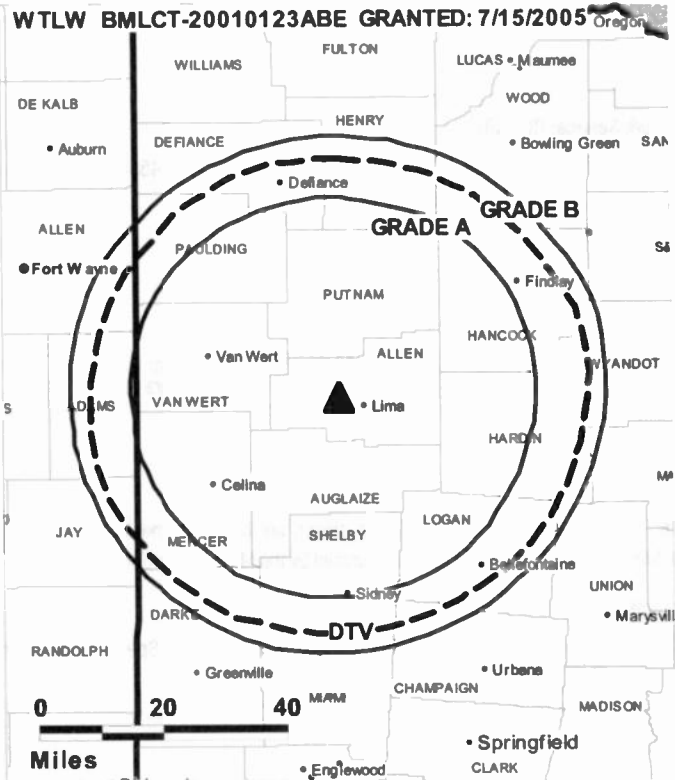 WTLW BMLCT-20010123ABE GRANTED: 7/15/2005
Oregon
FULTON
WILLIAMS
LUCAS Maumee
WOOD
DE KALB
HENRY
DEFIANCE
Auburn
Bowling Green SAN
Defiance
GRADE B
GRADE A
ALLEN
PAULDING
Fort Wayne
Findlay
PUTNAM
HANCOCK
Van Wert
ALLEN
WYANDOT
ADAMS
VAN WERT
Lima
HARDIN
Celina
AUGLAIZE
LOGAN
JAY
MERCER
SHELBY
Bellefontaine
UNION
Sidney
DARKE
Marysvill
DTV
RANDOLPH
Greenville
Urbana
MIAMI
CHAMPAIGN
MADISON
0 20 40
Miles
Springfield
Englewood
CLARK